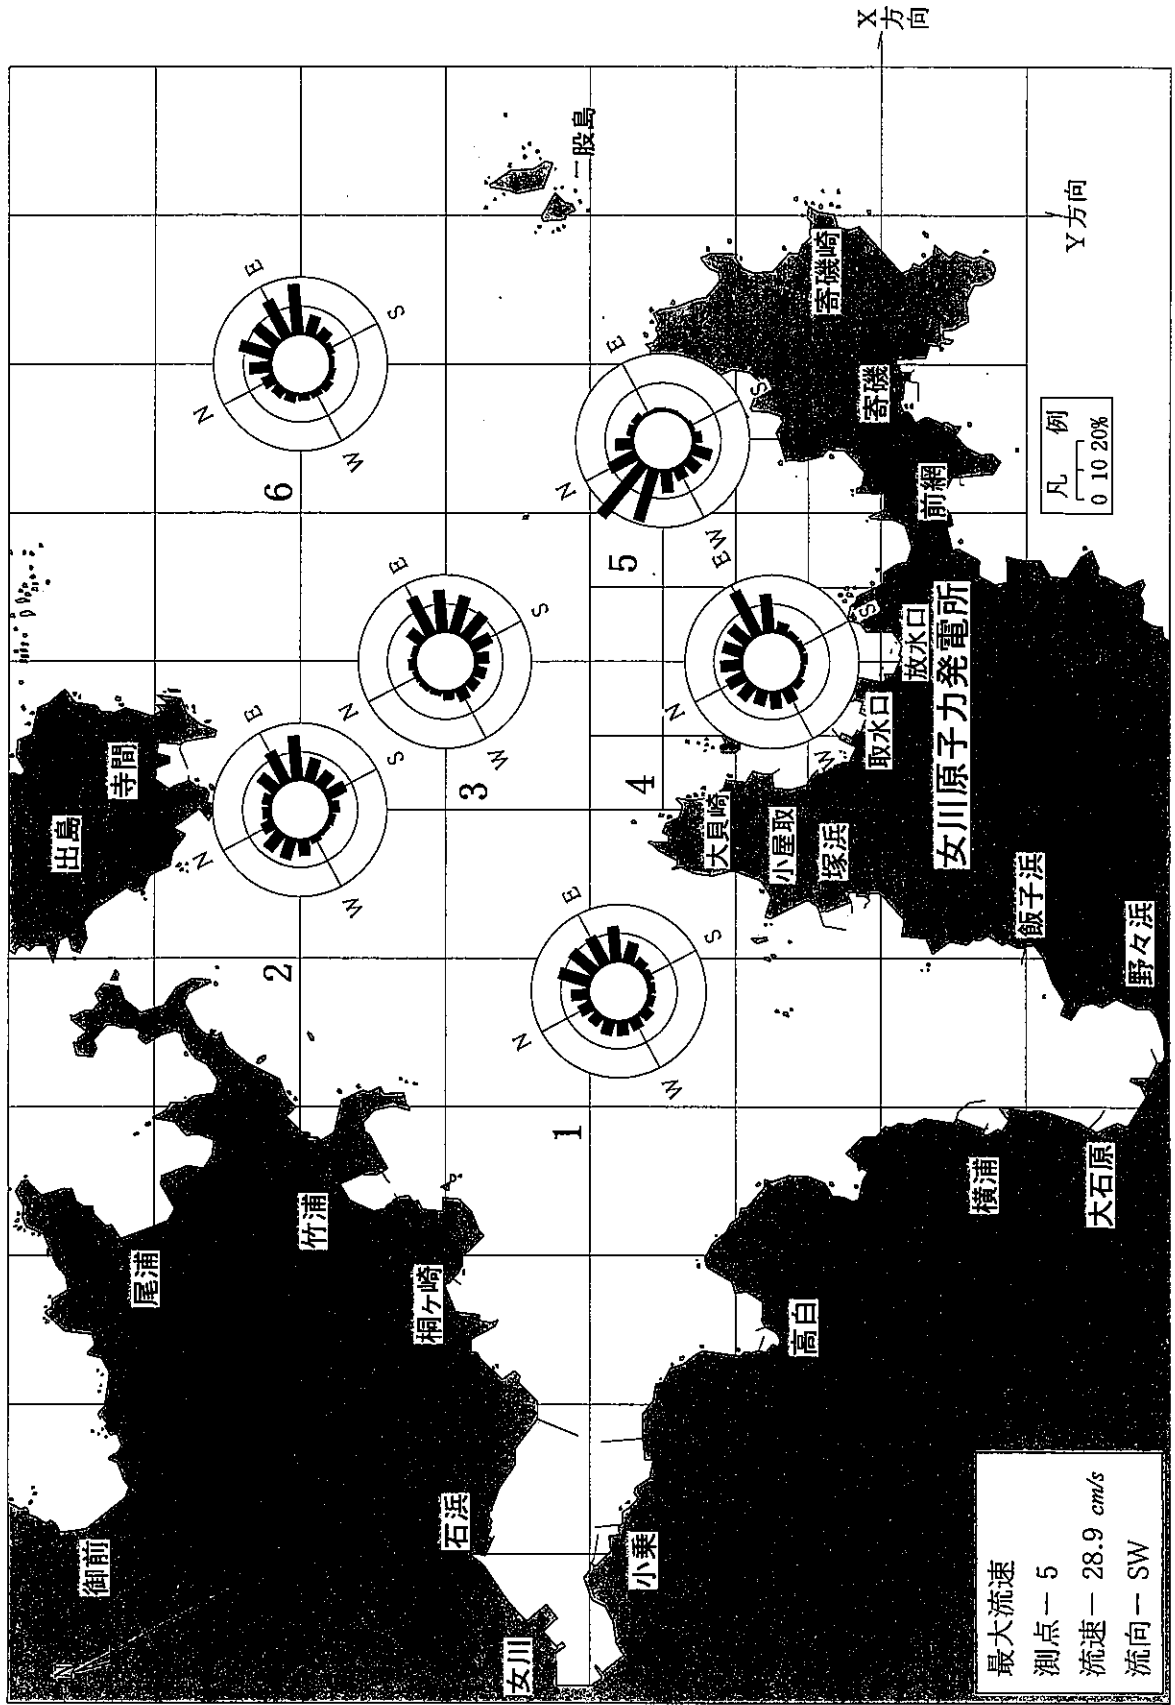 X方向
Y方向
二股島
寄磯崎
寄磯
前網
凡 例
0 10 20%
6
N
E
S
W
5
N
E
S
W
3
N
E
S
W
4
N
E
S
W
2
N
E
S
W
1
N
E
S
W
出島
寺間
放水口
女川原子力発電所
取水口
大貝崎
小屋取
塚浜
飯子浜
野々浜
尾浦
竹浦
桐ヶ崎
高白
横浦
大石原
御前
石浜
小乗
女川
N
最大流速
測点－5
流速－28.9 cm/s
流向－SW